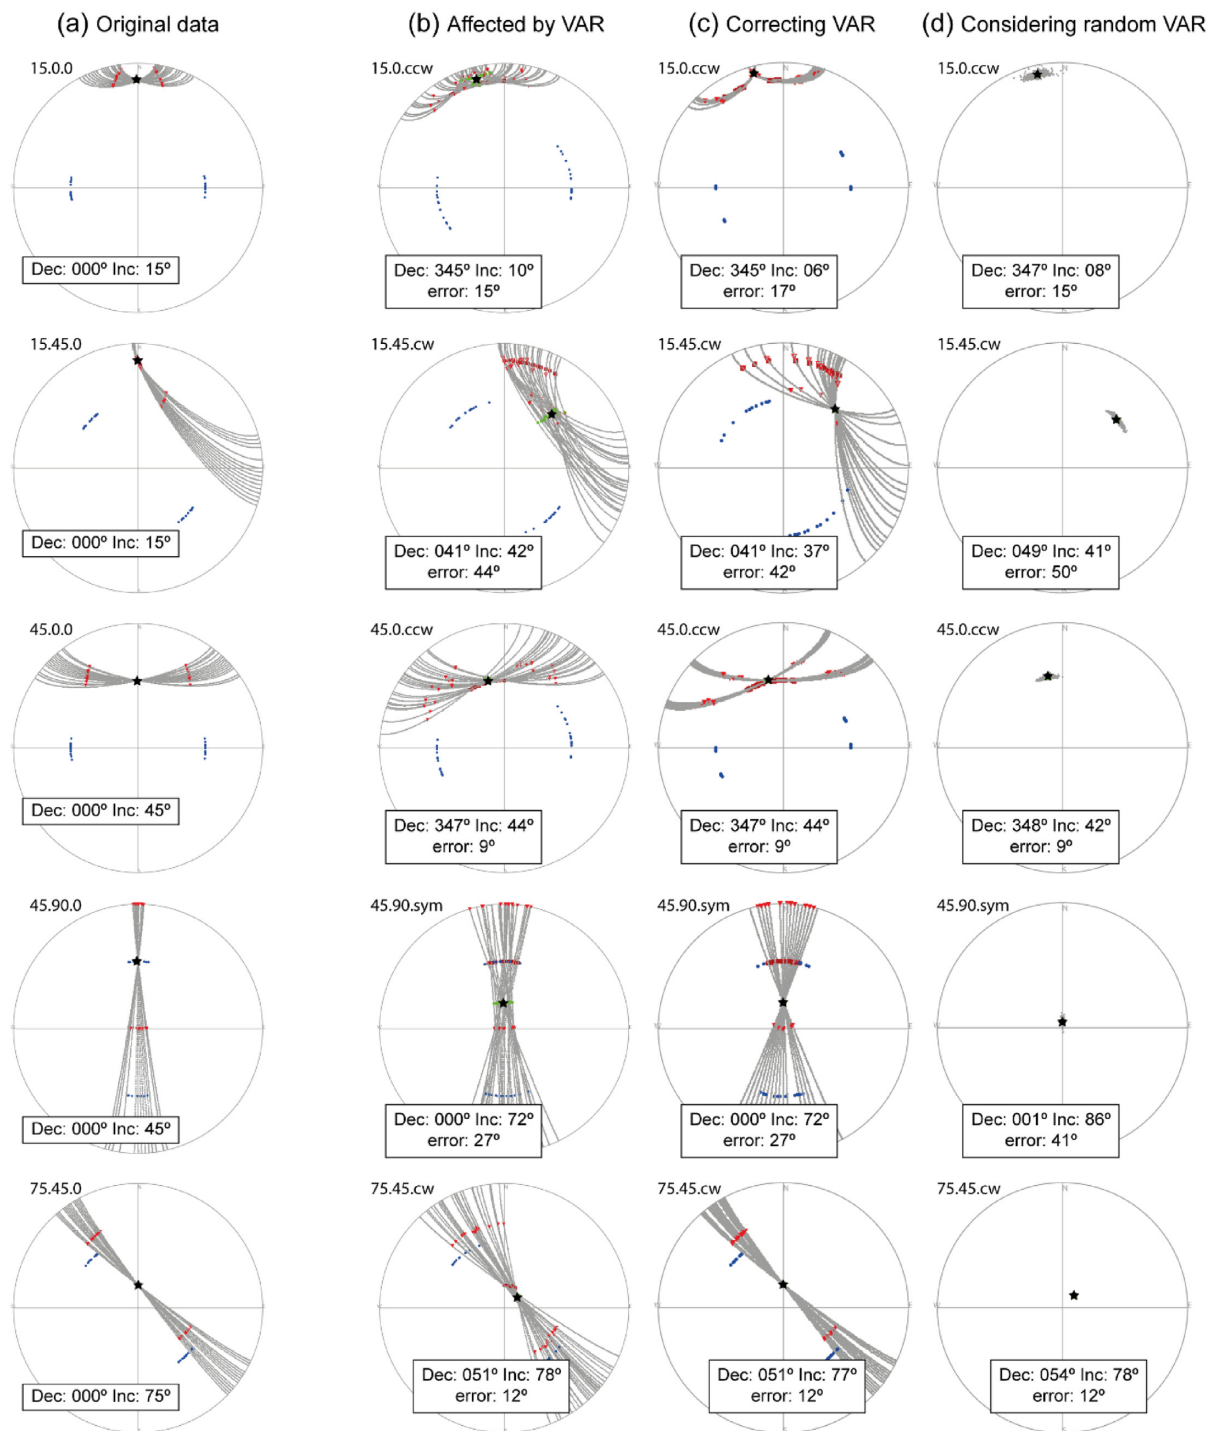 (a) Original data
(b) Affected by VAR
(c) Correcting VAR
(d) Considering random VAR
15.0.0
Dec: 000º Inc: 15º
15.0.ccw
Dec: 345º Inc: 10º
error: 15º
15.0.ccw
N
W
E
Dec: 345º Inc: 06º
error: 17º
15.0.ccw
N
W
E
Dec: 347º Inc: 08º
error: 15º
15.45.0
Dec: 000º Inc: 15º
15.45.cw
Dec: 041º Inc: 42º
error: 44º
15.45.cw
N
Dec: 041º Inc: 37º
error: 42º
15.45.cw
N
W
E
Dec: 049º Inc: 41º
error: 50º
45.0.0
Dec: 000º Inc: 45º
45.0.ccw
Dec: 347º Inc: 44º
error: 9º
45.0.ccw
N
W
E
Dec: 347º Inc: 44º
error: 9º
45.0.ccw
N
W
E
Dec: 348º Inc: 42º
error: 9º
45.90.0
Dec: 000º Inc: 45º
45.90.sym
Dec: 000º Inc: 72º
error: 27º
45.90.sym
W
E
Dec: 000º Inc: 72º
error: 27º
45.90.sym
N
W
E
Dec: 001º Inc: 86º
error: 41º
75.45.0
Dec: 000º Inc: 75º
75.45.cw
Dec: 051º Inc: 78º
error: 12º
75.45.cw
N
W
E
Dec: 051º Inc: 77º
error: 12º
75.45.cw
N
W
E
Dec: 054º Inc: 78º
error: 12º